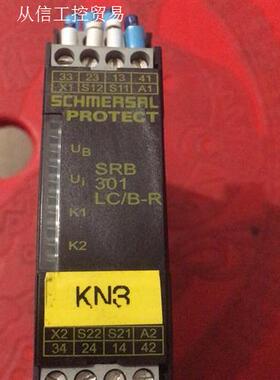 从信工控贸易
33 23 13 41
X1 S12 S11 A1
SCHMERSAL
PROTECT
UB
Ui
K1
K2
SRB
301
LC/B-R
KN3
X2 S22 S21 A2
34 24 14 42